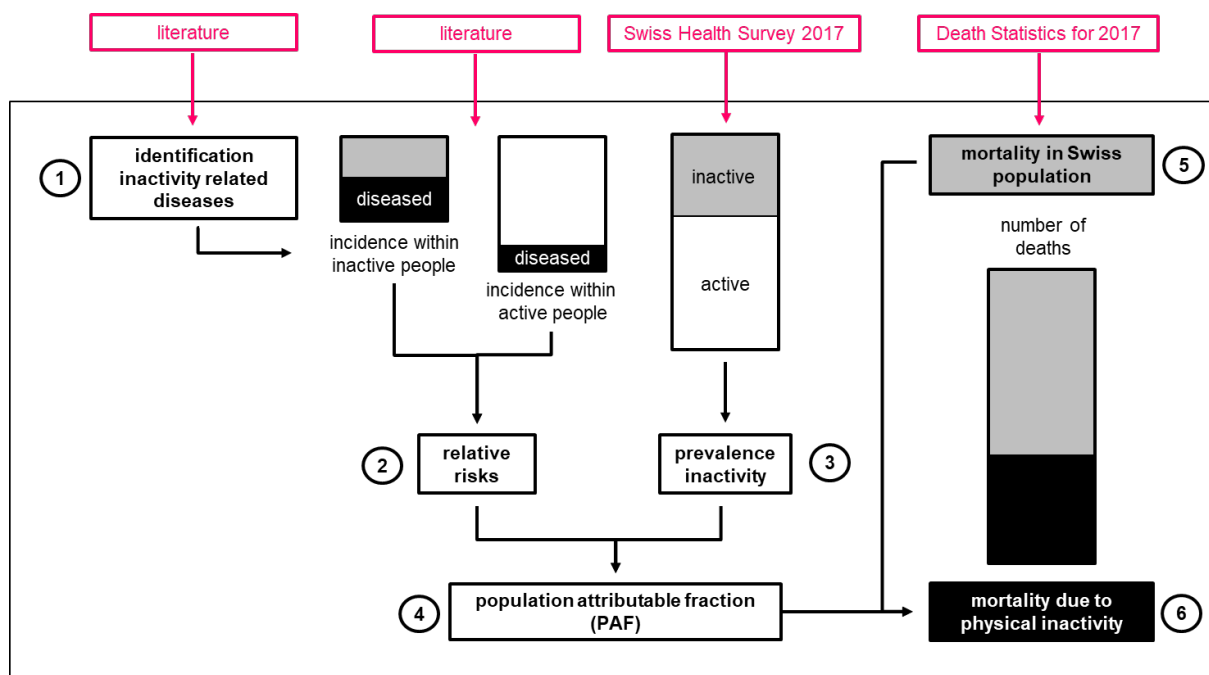 literature
literature
Swiss Health Survey 2017
Death Statistics for 2017
1
identification
inactivity related
diseases
diseased
incidence within
inactive people
diseased
incidence within
active people
inactive
active
mortality in Swiss
population
5
number of
deaths
2
relative
risks
prevalence
inactivity
3
4
population attributable fraction
(PAF)
mortality due to
physical inactivity
6